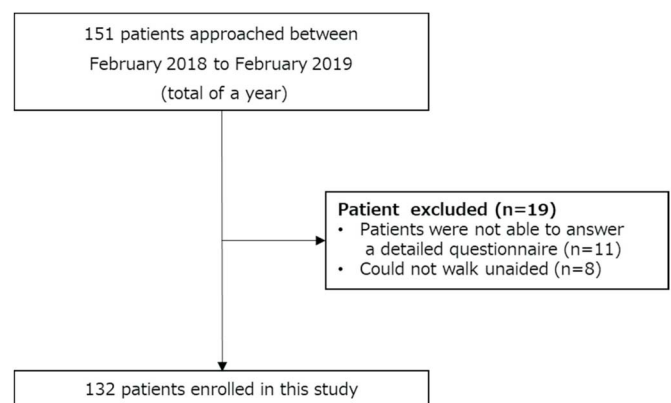 151 patients approached between
February 2018 to February 2019
(total of a year)
Patient excluded (n=19)
• Patients were not able to answer
a detailed questionnaire (n=11)
• Could not walk unaided (n=8)
132 patients enrolled in this study